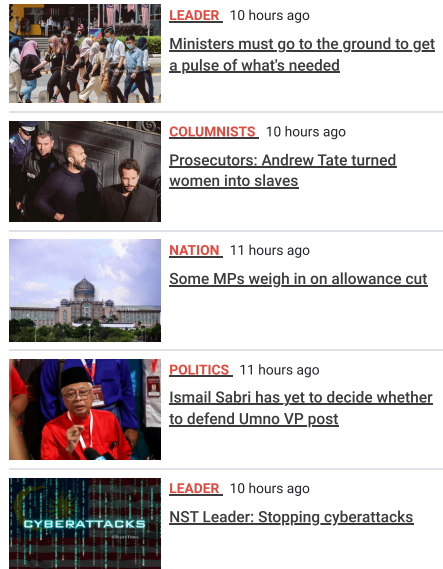 LEADER 10 hours ago
Ministers must go to the ground to get
a pulse of what's needed
COLUMNISTS 10 hours ago
Prosecutors: Andrew Tate turned
women into slaves
NATION 11 hours ago
Some MPs weigh in on allowance cut
POLITICS 11 hours ago
Ismail Sabri has yet to decide whether
to defend Umno VP post
LEADER 10 hours ago
CYBERATTACKS
NST Leader: Stopping cyberattacks